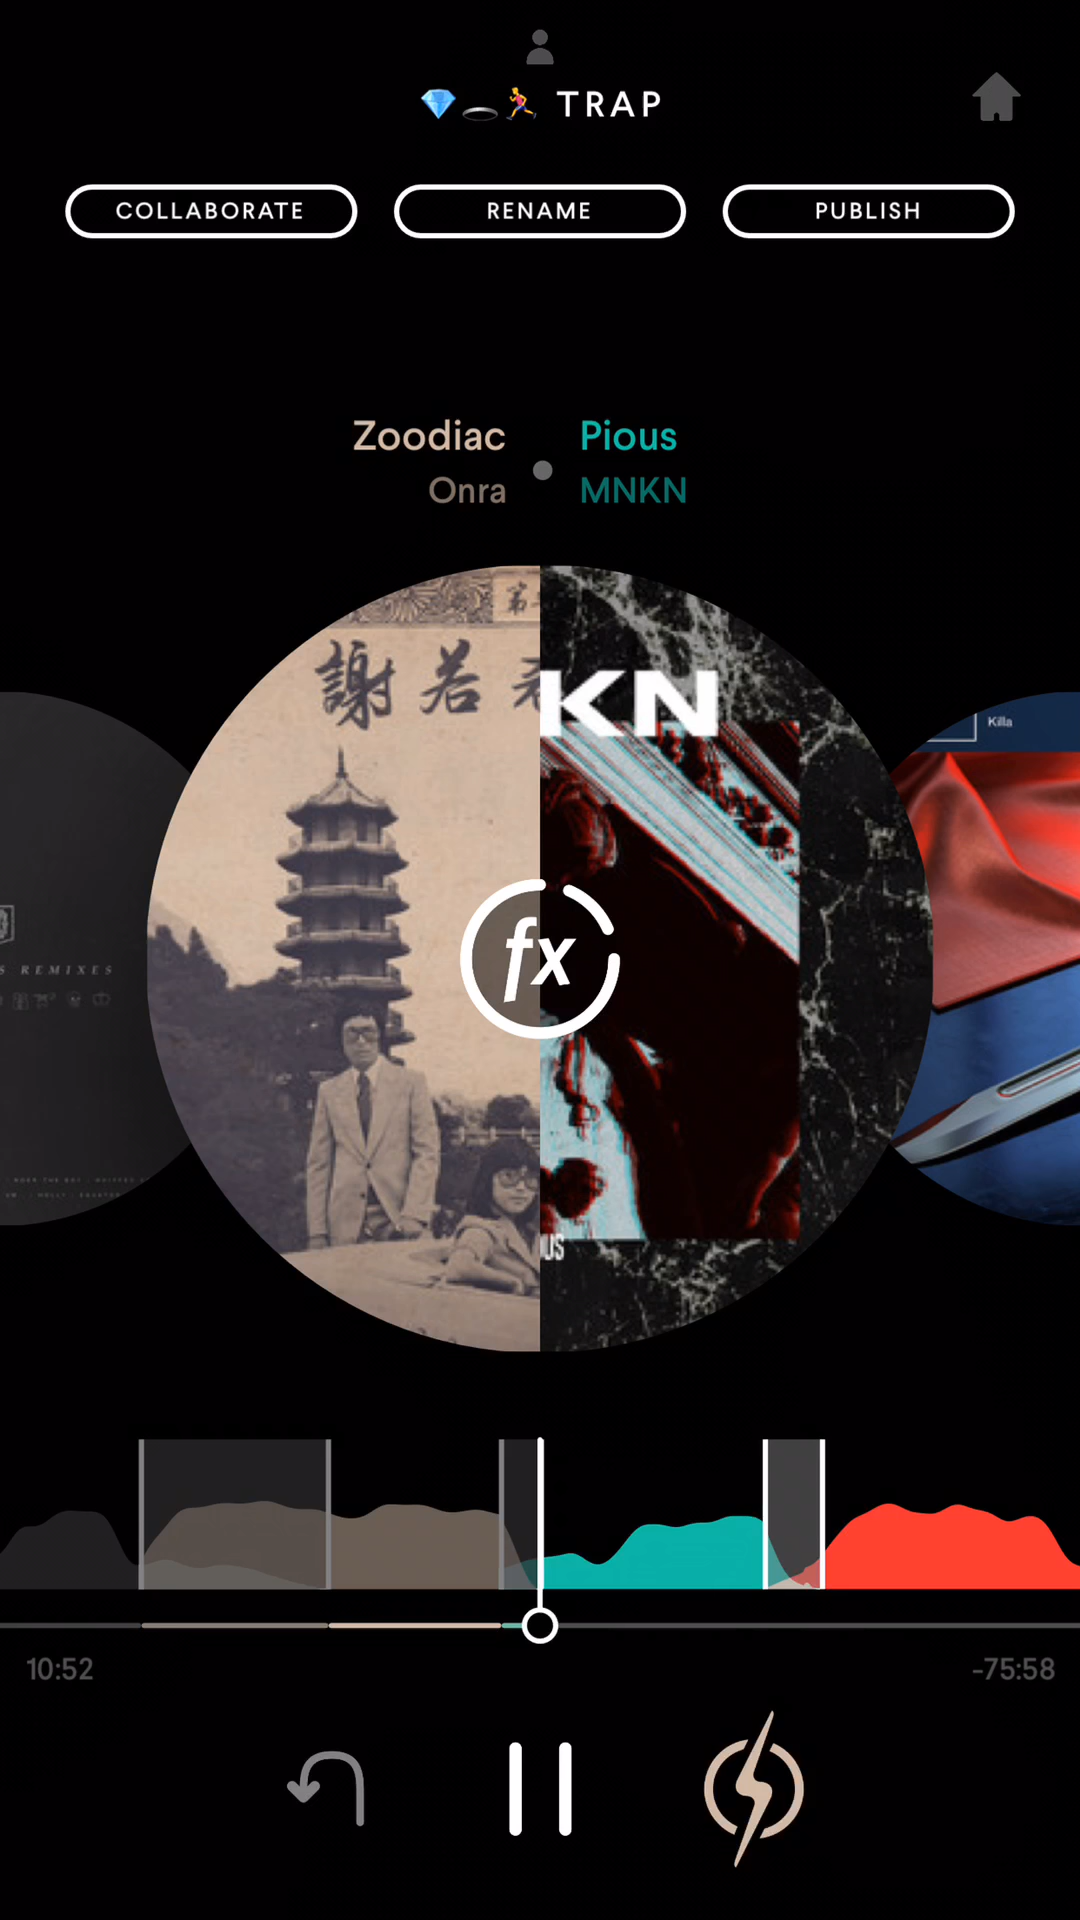 💎🕳🏃 TRAP
COLLABORATE
RENAME
PUBLISH
Zoodiac
Onra
Pious
MNKN
謝若
KN
Killa
S REMIXES
fx
10:52
-75:58